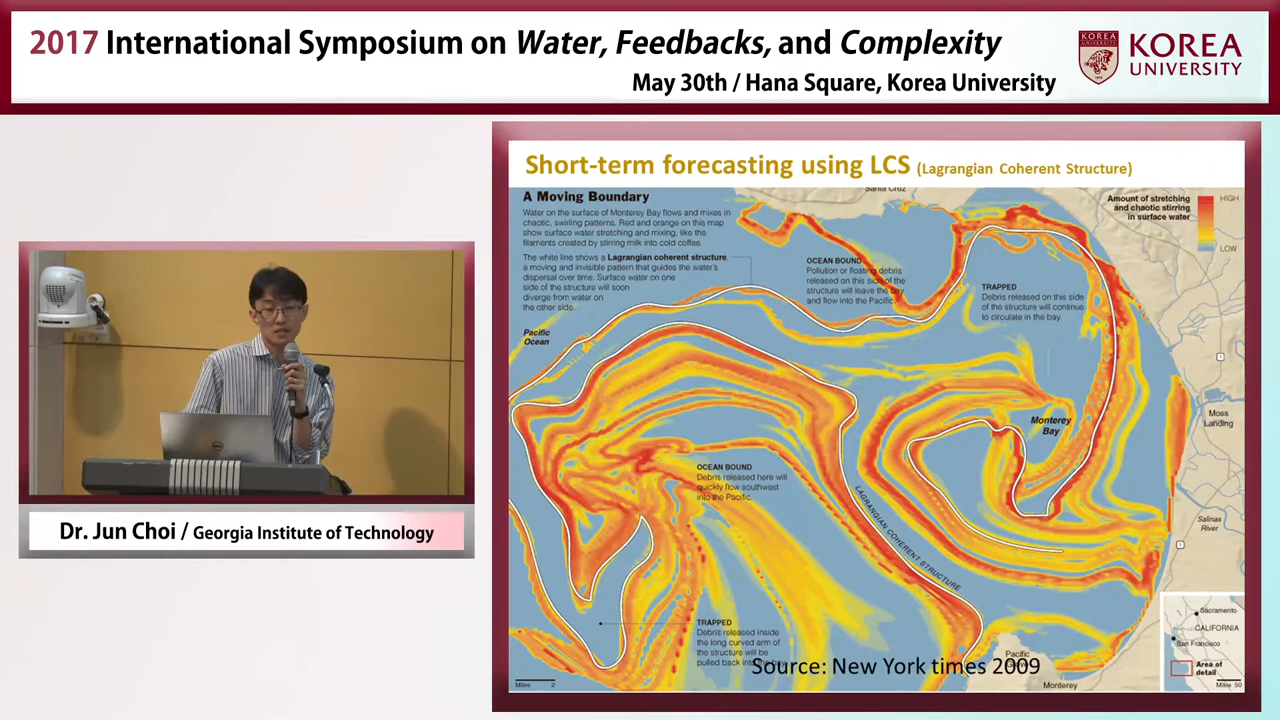 2017 International Symposium on Water, Feedbacks, and Complexity
May 30th / Hana Square, Korea University
KOREA
UNIVERSITY
Dr. Jun Choi / Georgia Institute of Technology
Short-term forecasting using LCS (Lagrangian Coherent Structure)
Santa Cruz
A Moving Boundary
Water on the surface of Monterey Bay flows and mixes in
chaotic, swirling patterns. Red and orange on this map
show surface water stretching and mixing, like the
filaments created by stirring milk into cold coffee.
The white line shows a Lagrangian coherent structure,
a moving and invisible pattern that guides the water's
dispersal over time. Surface water on one
side of the structure will soon
diverge from water on
the other side.
Amount of stretching
and chaotic stirring
in surface water
HIGH
LOW
OCEAN BOUND
Pollution or floating debris
released on this side of the
structure will leave the bay
and flow into the Pacific.
TRAPPED
Debris released on this side
of the structure will continue
to circulate in the bay.
Pacific
Ocean
1
Moss
Landing
Monterey
Bay
OCEAN BOUND
Debris released here will
quickly flow southwest
into the Pacific.
LAGRANGIAN COHERENT STRUCTURE
Salinas
River
1
TRAPPED
Debris released inside
the long curved arm of
the structure will be
pulled back into
Pacific
Monterey
Source: New York times 2009
Miles 2
Sacramento
CALIFORNIA
San Francisco
Area of
detail
Miles 50